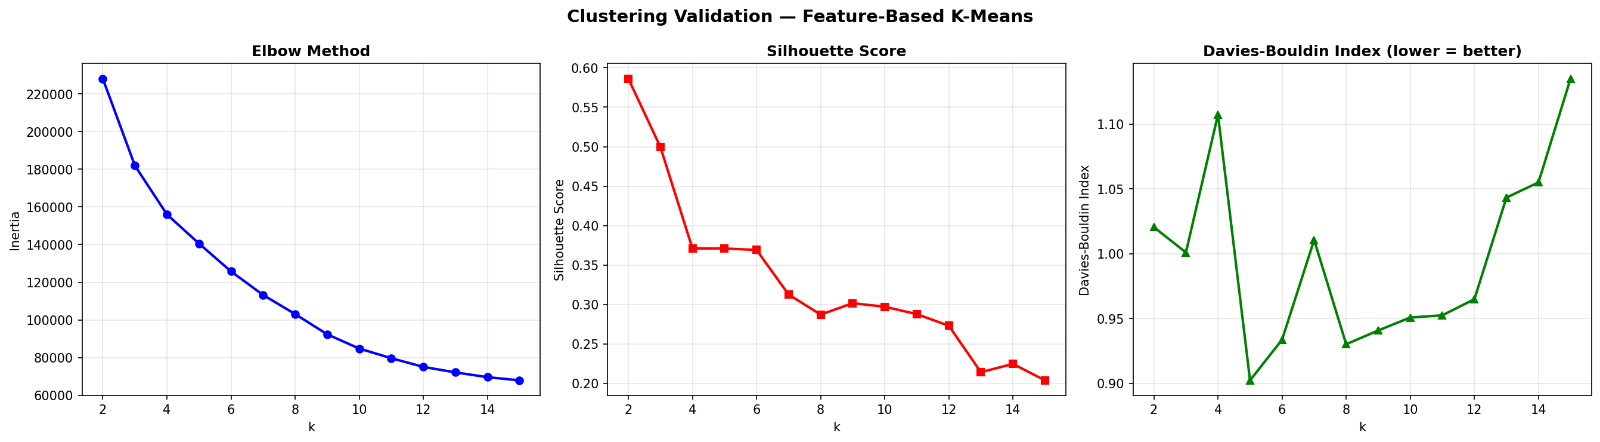 Clustering Validation — Feature-Based K-Means
Elbow Method
220000
200000
180000
160000
140000
120000
100000
80000
60000
Inertia
2 4 6 8 10 12 14
k
Silhouette Score
0.60
0.55
0.50
0.45
0.40
0.35
0.30
0.25
0.20
Silhouette Score
2 4 6 8 10 12 14
k
Davies-Bouldin Index (lower = better)
1.10
1.05
1.00
0.95
0.90
Davies-Bouldin Index
2 4 6 8 10 12 14
k